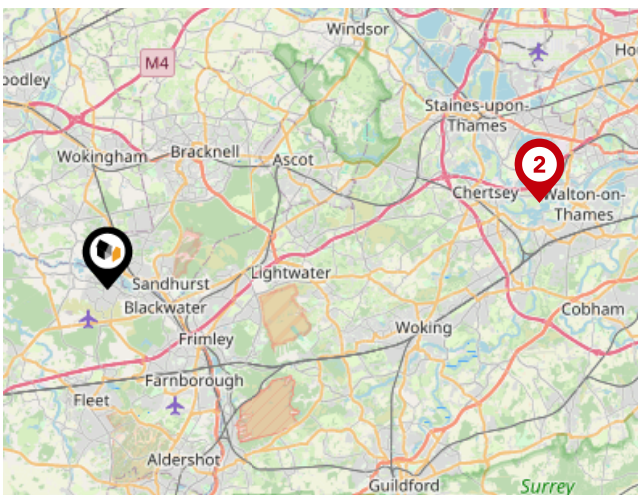 Windsor
M4
Ho
oodley
Staines-upon-
Thames
Wokingham
Bracknell
Ascot
2
Chertsey
Walton-on-
Thames
Sandhurst
Lightwater
Blackwater
Cobham
Woking
Frimley
Farnborough
Fleet
Aldershot
Guildford
Surrey